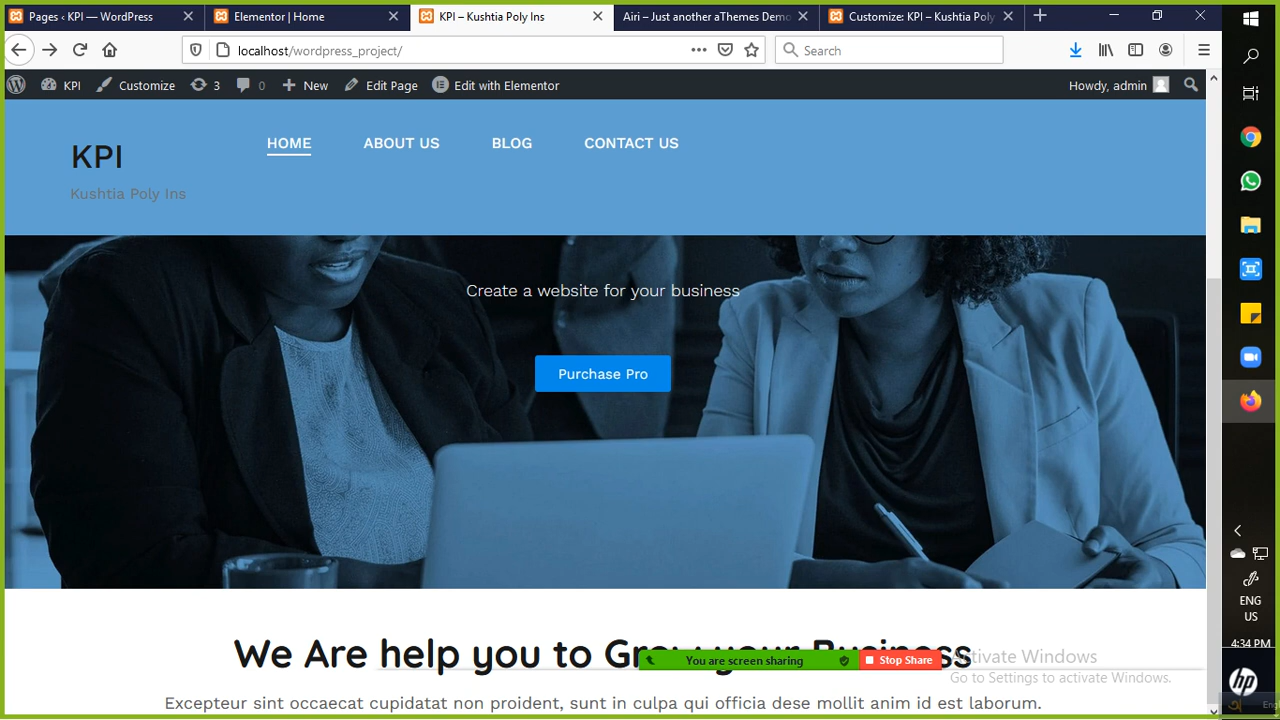 Pages ‹ KPI — WordPress
Elementor | Home
KPI – Kushtia Poly Ins
Airi – Just another aThemes Demo
Customize: KPI – Kushtia Poly
localhost/wordpress_project/
Search
KPI
Customize
3
0
New
Edit Page
Edit with Elementor
Howdy, admin
KPI
Kushtia Poly Ins
HOME
ABOUT US
BLOG
CONTACT US
Create a website for your business
Purchase Pro
We Are help you to Grow your Business
You are screen sharing
Stop Share
Activate Windows
Go to Settings to activate Windows.
Excepteur sint occaecat cupidatat non proident, sunt in culpa qui officia dese mollit anim id est laborum.
ENG
US
4:34 PM
hp